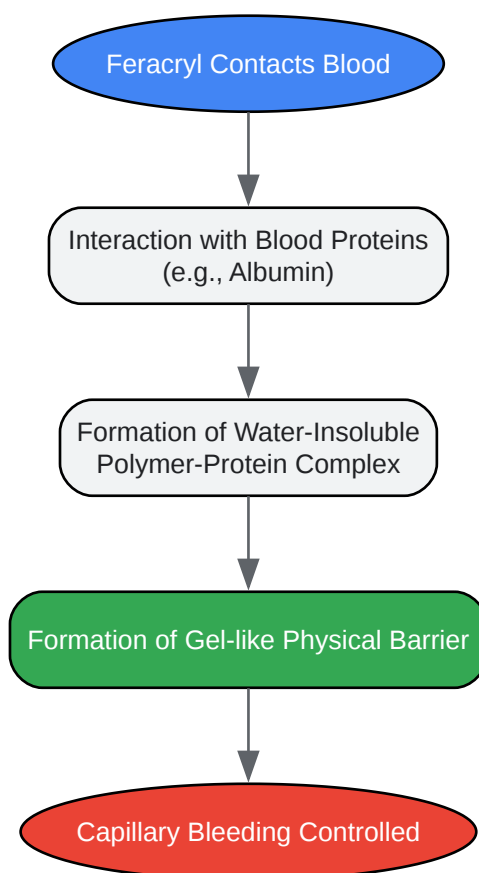 Feracryl Contacts Blood
Interaction with Blood Proteins
(e.g., Albumin)
Formation of Water-Insoluble
Polymer-Protein Complex
Formation of Gel-like Physical Barrier
Capillary Bleeding Controlled